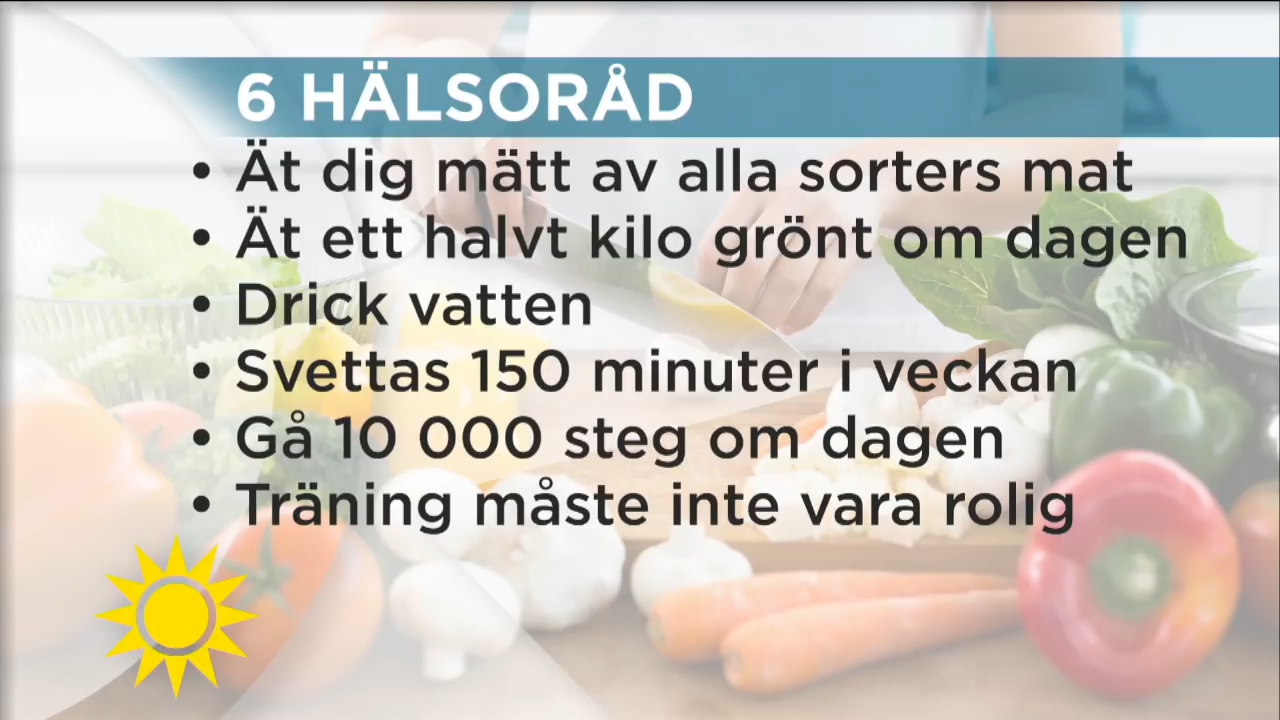 6 HÄLSORÅD
• Ät dig mätt av alla sorters mat
• Ät ett halvt kilo grönt om dagen
• Drick vatten
• Svettas 150 minuter i veckan
• Gå 10 000 steg om dagen
• Träning måste inte vara rolig